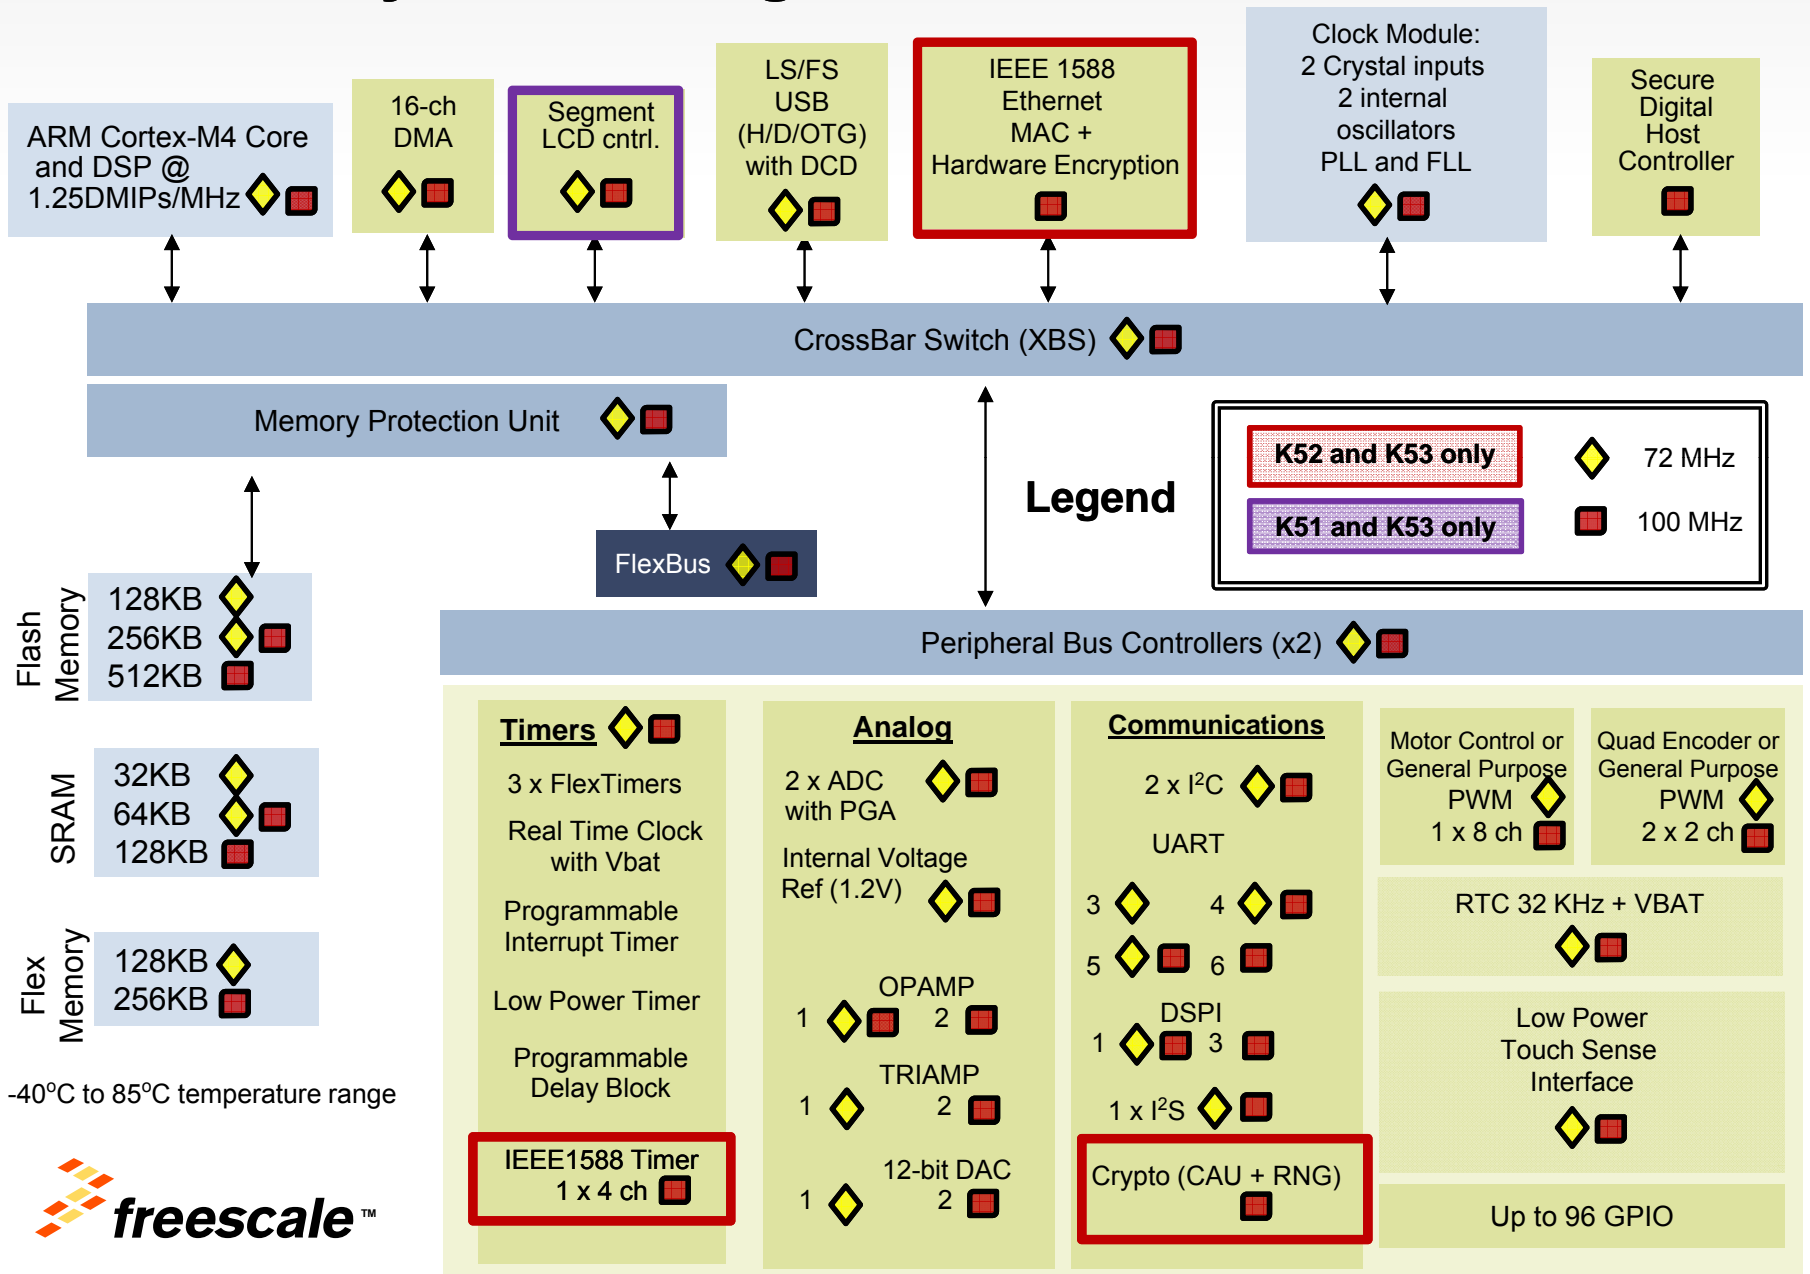 ARM Cortex-M4 Core
and DSP @
1.25DMIPs/MHz
16-ch
DMA
Segment
LCD cntrl.
LS/FS
USB
(H/D/OTG)
with DCD
IEEE 1588
Ethernet
MAC +
Hardware Encryption
Clock Module:
2 Crystal inputs
2 internal
oscillators
PLL and FLL
Secure
Digital
Host
Controller
CrossBar Switch (XBS)
Memory Protection Unit
FlexBus
Legend
K52 and K53 only
72 MHz
K51 and K53 only
100 MHz
Flash
Memory
128KB
256KB
512KB
SRAM
32KB
64KB
128KB
Flex
Memory
128KB
256KB
-40°C to 85°C temperature range
freescale™
Peripheral Bus Controllers (x2)
Timers
3 x FlexTimers
Real Time Clock
with Vbat
Programmable
Interrupt Timer
Low Power Timer
Programmable
Delay Block
IEEE1588 Timer
1 x 4 ch
Analog
2 x ADC
with PGA
Internal Voltage
Ref (1.2V)
OPAMP
1 2
TRIAMP
1 2
12-bit DAC
1 2
Communications
2 x I²C
UART
3 4
5 6
DSPI
1 3
1 x I²S
Crypto (CAU + RNG)
Motor Control or
General Purpose
PWM
1 x 8 ch
Quad Encoder or
General Purpose
PWM
2 x 2 ch
RTC 32 KHz + VBAT
Low Power
Touch Sense
Interface
Up to 96 GPIO